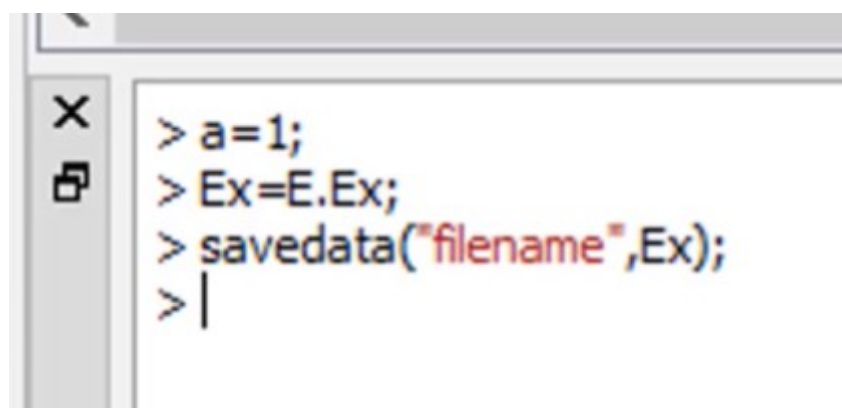 > a=1;
> Ex=E.Ex;
> savedata("filename",Ex);
>